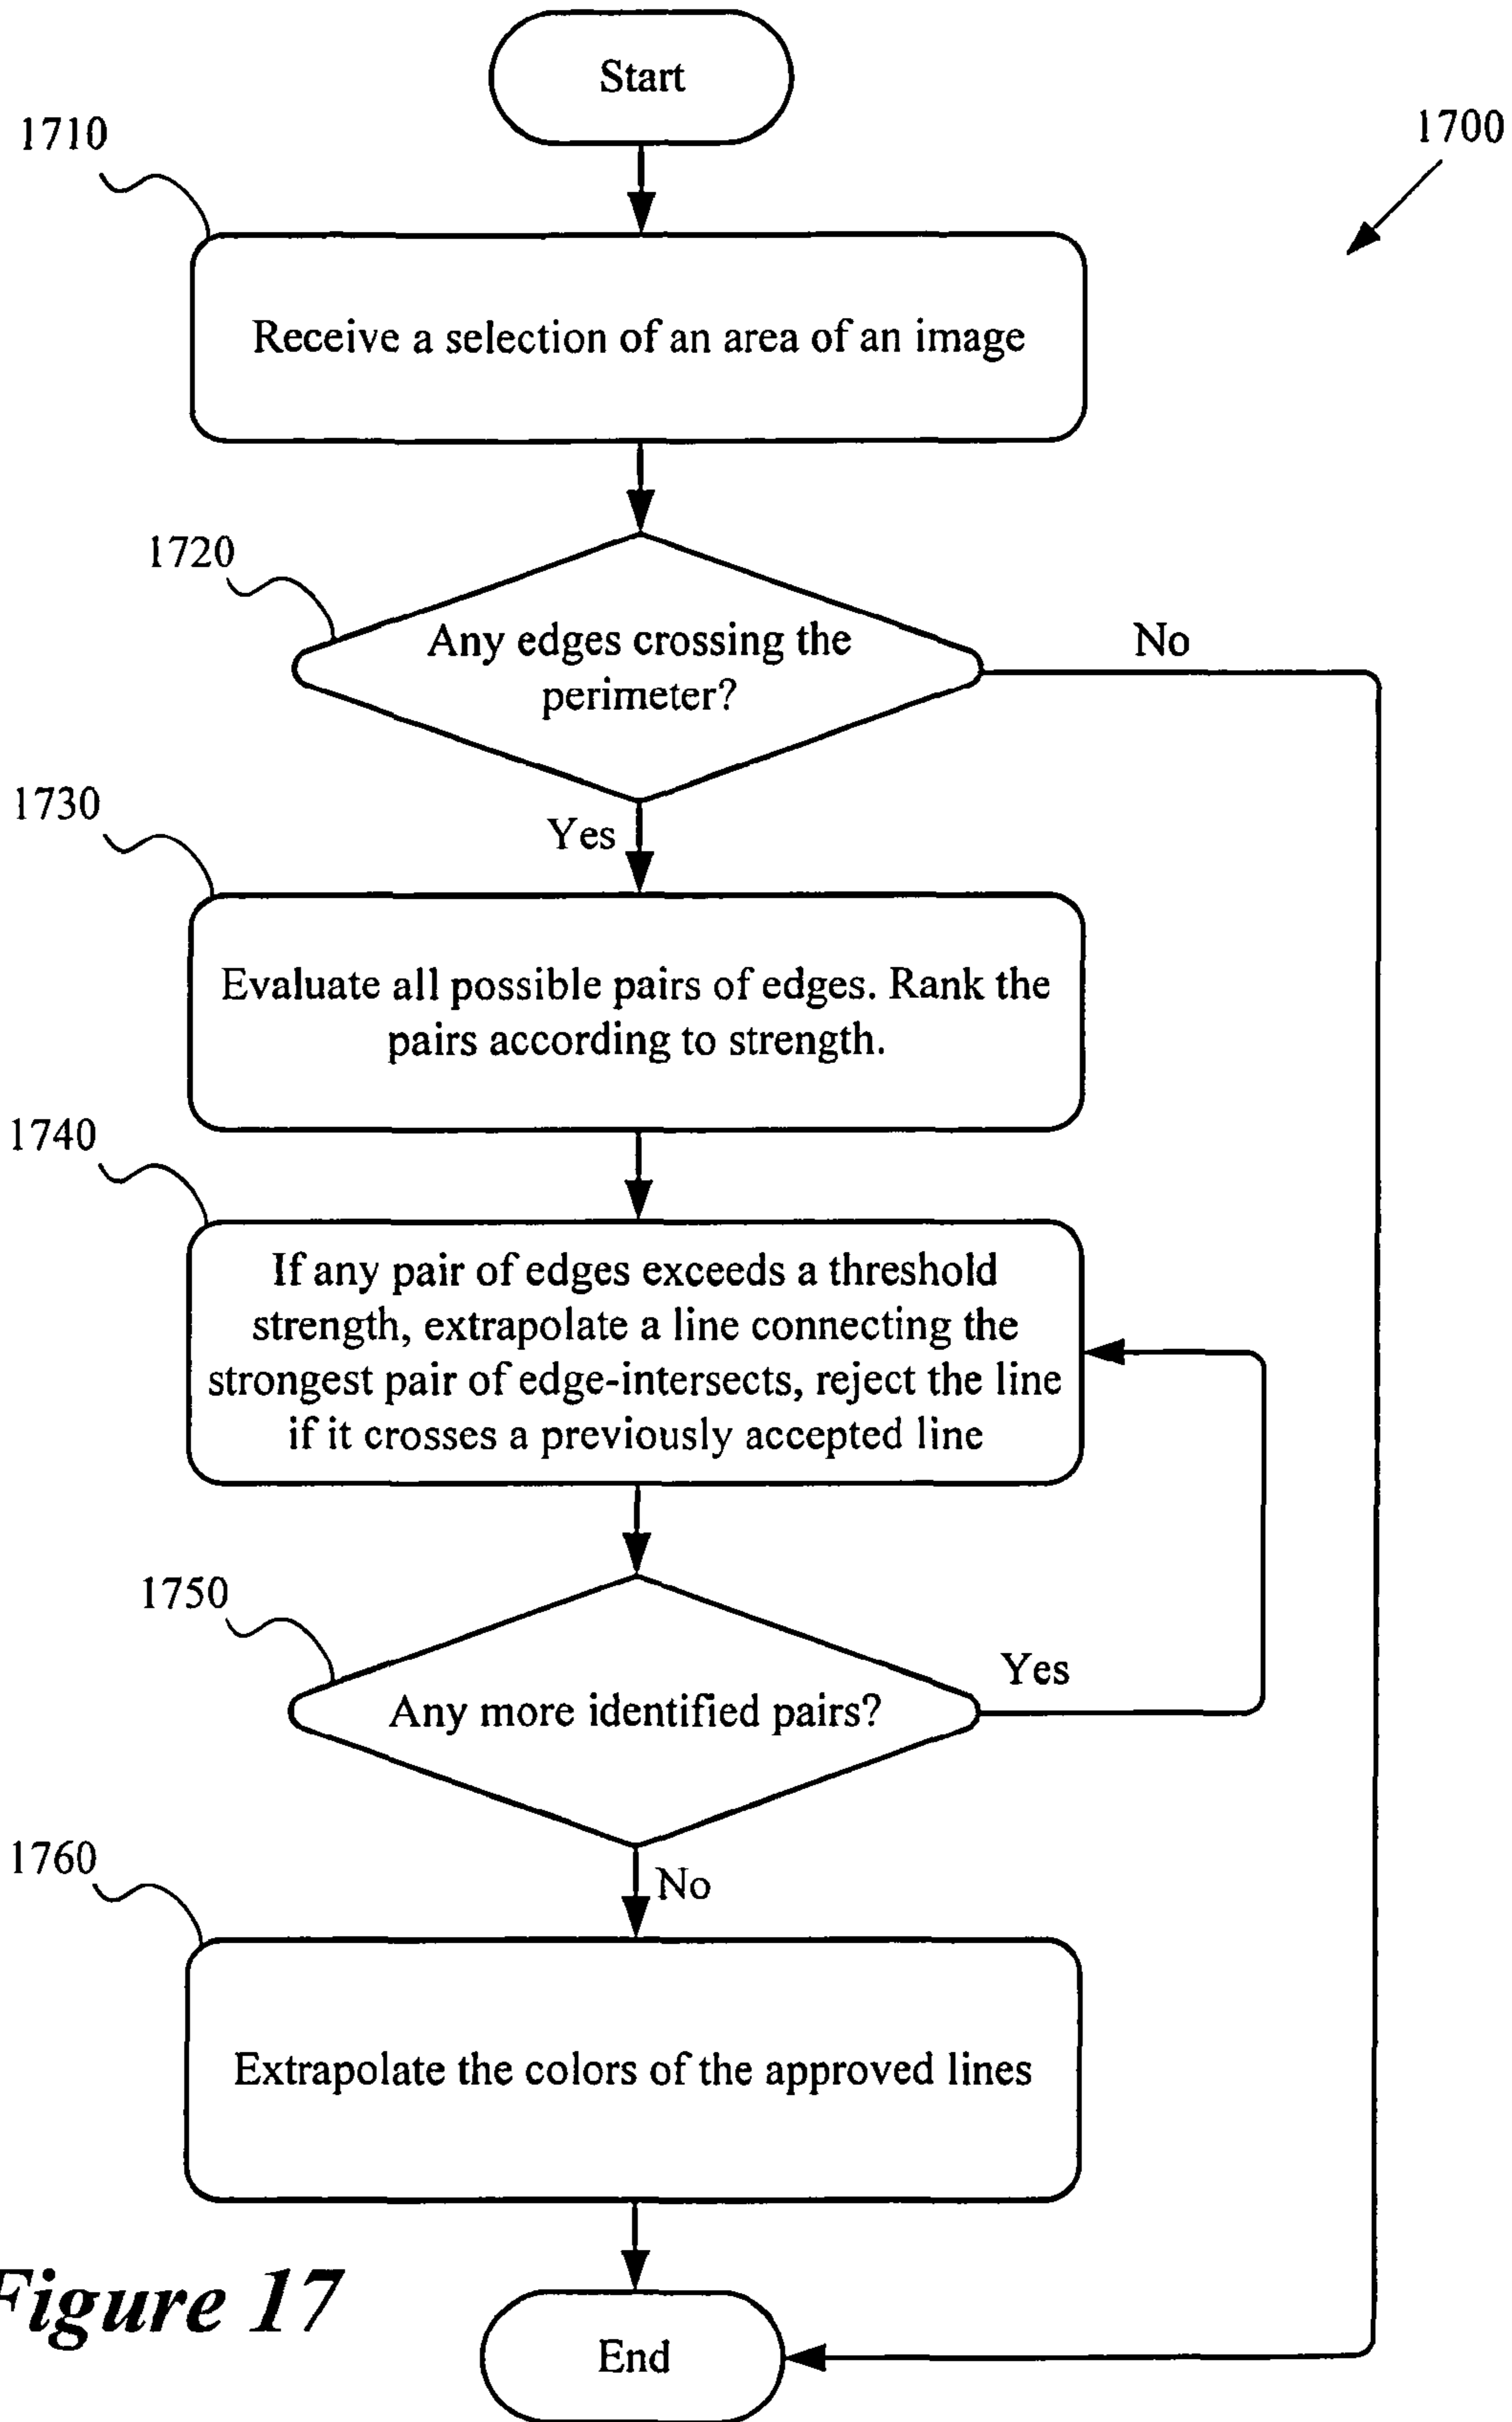 Start
1710
1700
Receive a selection of an area of an image
1720
Any edges crossing the
perimeter?
No
Yes
1730
Evaluate all possible pairs of edges. Rank the
pairs according to strength.
1740
If any pair of edges exceeds a threshold
strength, extrapolate a line connecting the
strongest pair of edge-intersects, reject the line
if it crosses a previously accepted line
1750
Any more identified pairs?
Yes
No
1760
Extrapolate the colors of the approved lines
Figure 17
End